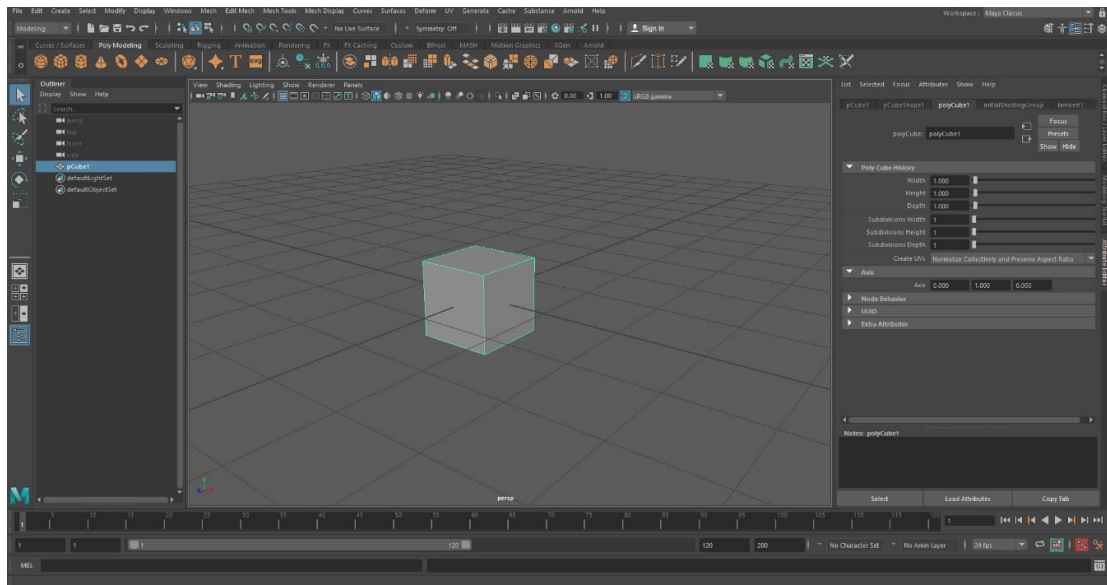 File Edit Create Select Modify Display Windows Mesh Edit Mesh Mesh Tools Mesh Display Curves Surfaces Deform UV Generate Cache Substance Arnold Help
Workspace: Maya Classic
Modeling
No Live Surface
Symmetry: Off
Sign In
Curves / Surfaces Poly Modeling Sculpting Rigging Animation Rendering FX FX Caching Custom Bifrost MASH Motion Graphics XGen Arnold
Outliner
Display Show Help
Search...
persp
top
front
side
pCube1
defaultLightSet
defaultObjectSet
View Shading Lighting Show Renderer Panels
0.00 1.00 sRGB gamma
persp
List Selected Focus Attributes Show Help
pCube1 pCubeShape1 polyCube1 initialShadingGroup lambert1
polyCube: polyCube1
Focus
Presets
Show Hide
Poly Cube History
Width 1.000
Height 1.000
Depth 1.000
Subdivisions Width 1
Subdivisions Height 1
Subdivisions Depth 1
Create UVs Normalize Collectively and Preserve Aspect Ratio
Axis
Axis 0.000 1.000 0.000
Node Behavior
UUID
Extra Attributes
Notes: polyCube1
Select Load Attributes Copy Tab
Attribute Editor
1 5 10 15 20 25 30 35 40 45 50 55 60 65 70 75 80 85 90 95 100 105 110 115 120 1
1 1 1 120 120 200 No Character Set No Anim Layer 24 fps
MEL